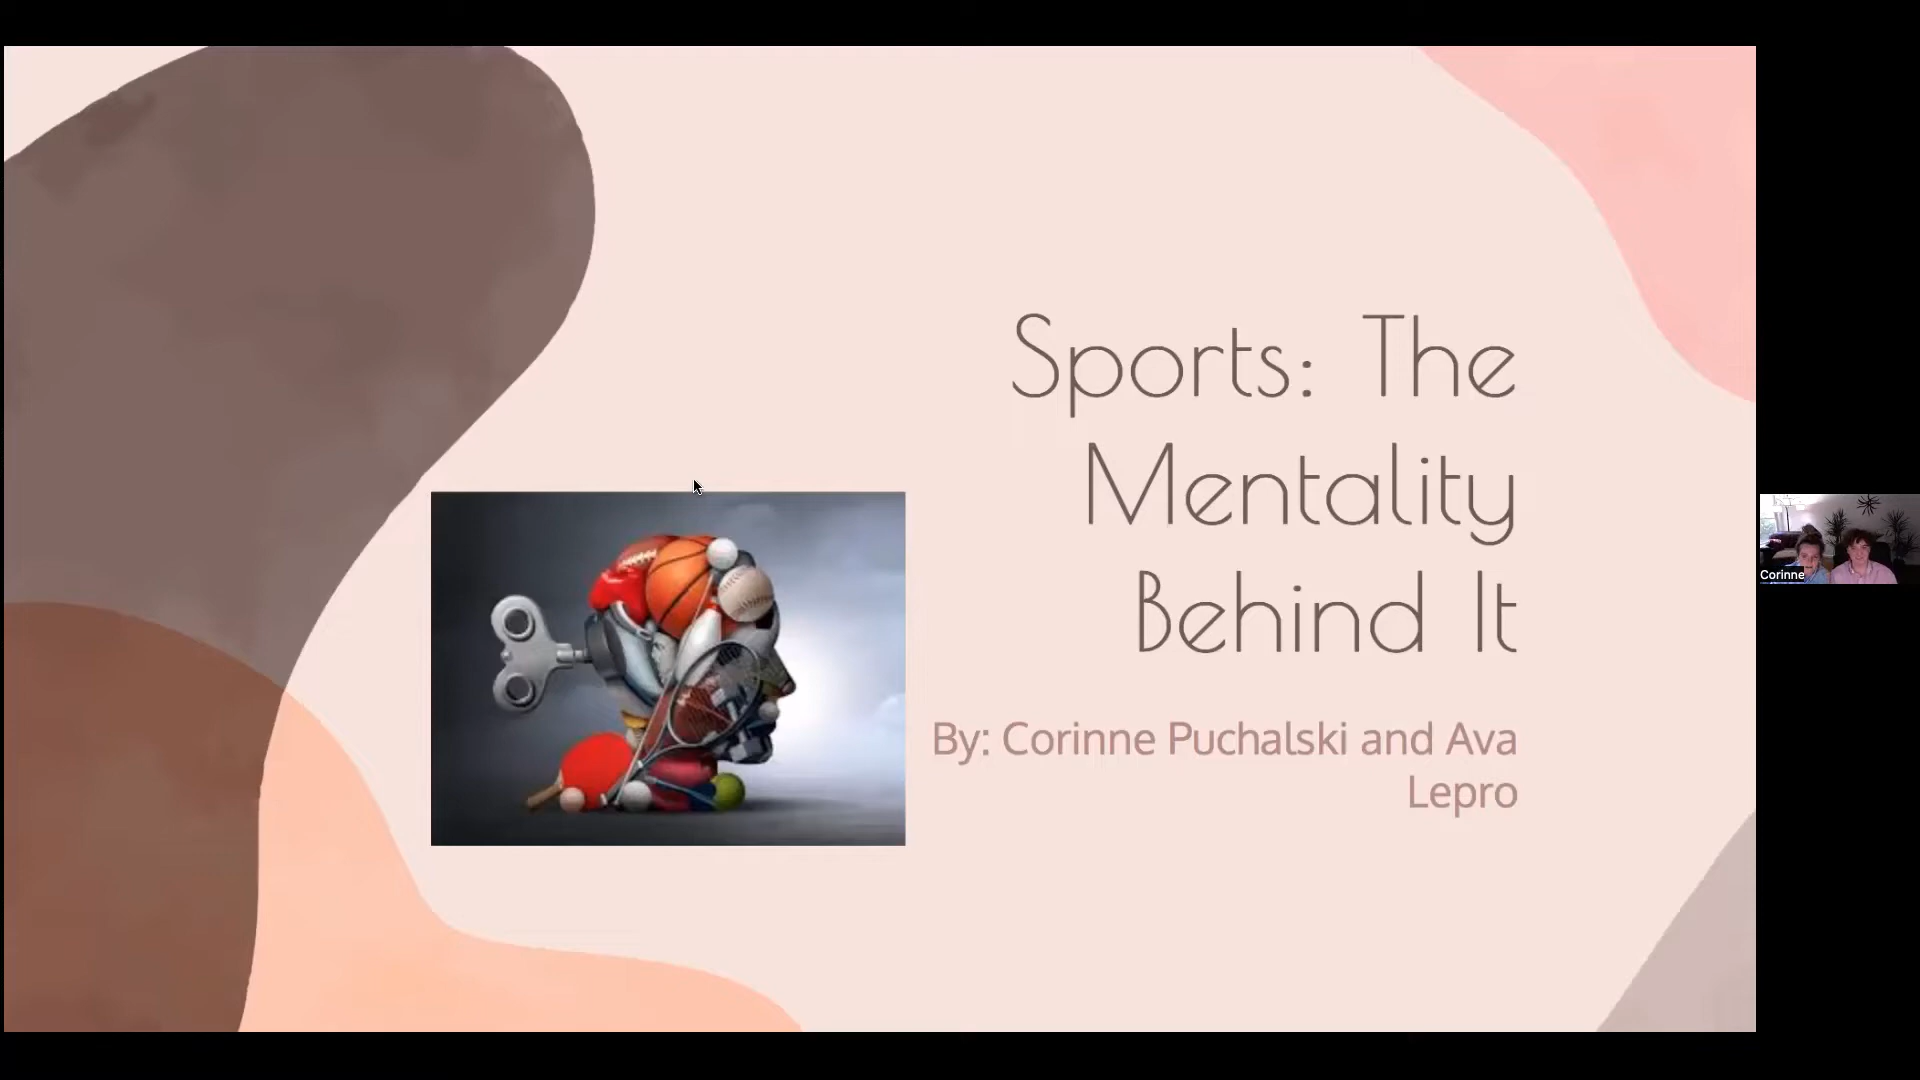 Sports: The
Mentality
Behind It
By: Corinne Puchalski and Ava
Lepro
Corinne